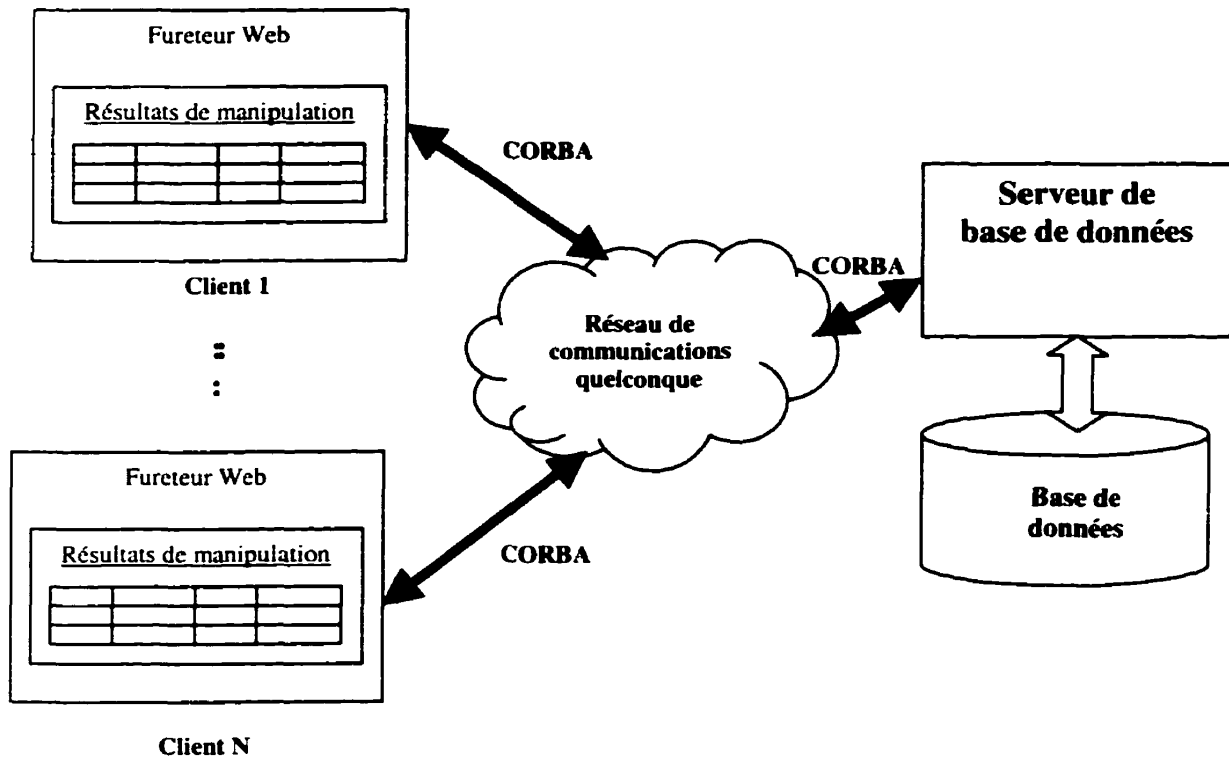 Fureteur Web
Résultats de manipulation
Client 1
CORBA
Réseau de
communications
quelconque
CORBA
Serveur de
base de données
Base de
données
Fureteur Web
Résultats de manipulation
CORBA
Client N